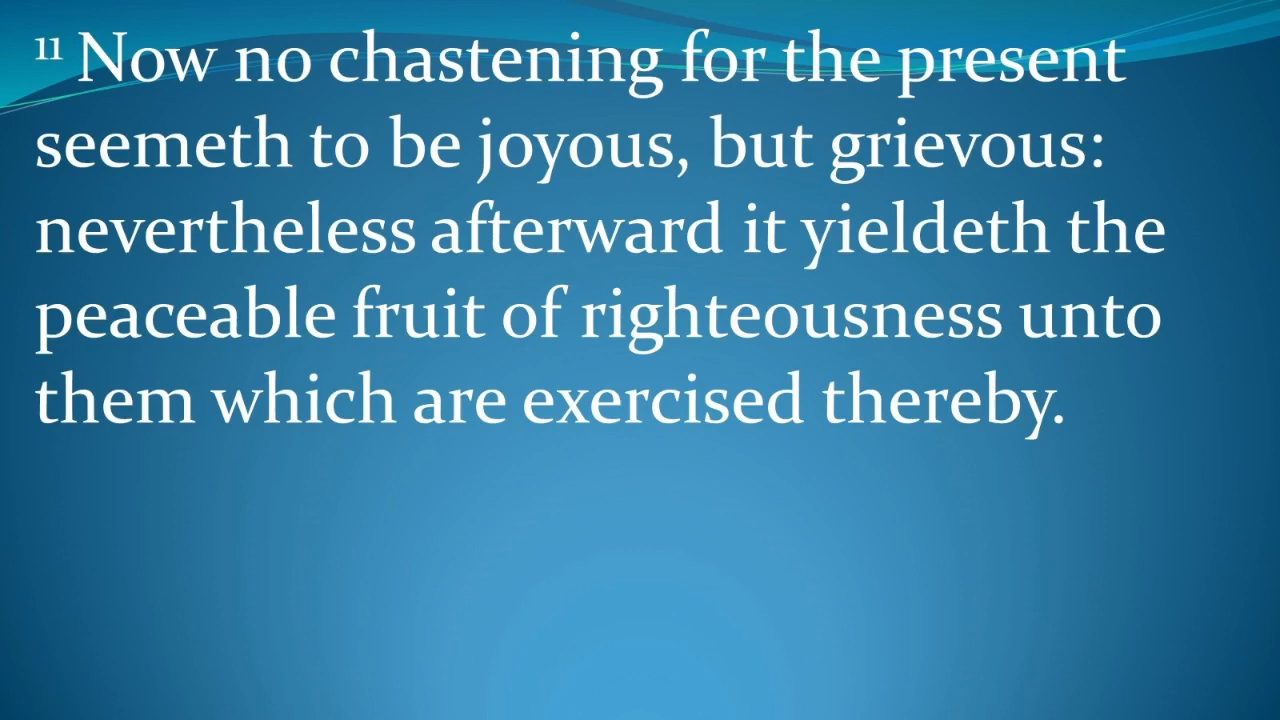 11 Now no chastening for the present
seemeth to be joyous, but grievous:
nevertheless afterward it yieldeth the
peaceable fruit of righteousness unto
them which are exercised thereby.